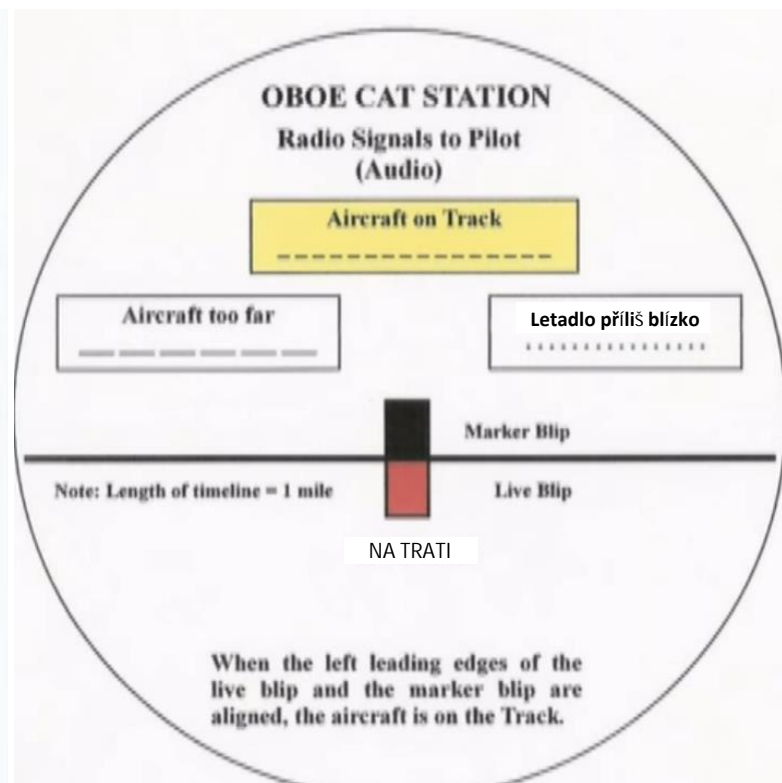 OBOE CAT STATION
Radio Signals to Pilot
(Audio)
Aircraft on Track
Aircraft too far
Letadlo příliš blízko
Marker Blip
Note: Length of timeline = 1 mile
Live Blip
NA TRATI
When the left leading edges of the
live blip and the marker blip are
aligned, the aircraft is on the Track.